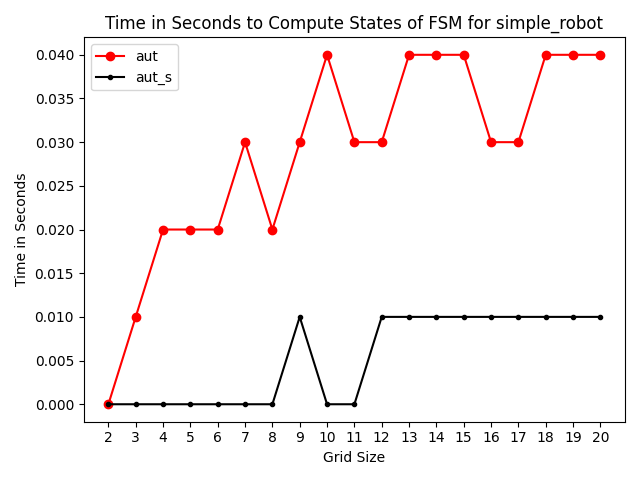 Time in Seconds to Compute States of FSM for simple_robot
aut
aut_s
Time in Seconds
0.040
0.035
0.030
0.025
0.020
0.015
0.010
0.005
0.000
2 3 4 5 6 7 8 9 10 11 12 13 14 15 16 17 18 19 20
Grid Size